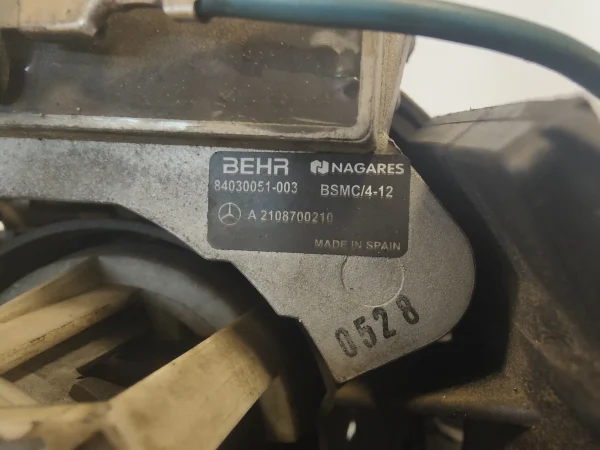 BEHR NAGARES
84030051-003 BSMC/4-12
A 2108700210
MADE IN SPAIN
0528